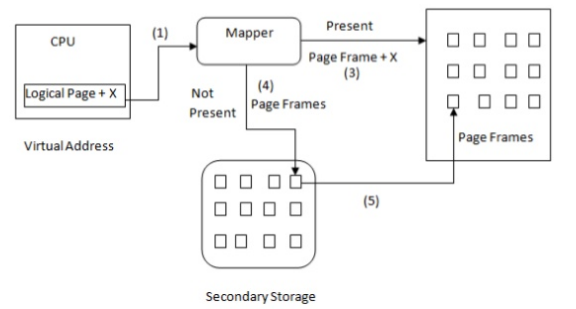 CPU
Logical Page + X
Virtual Address
(1)
Mapper
Present
Page Frame + X
(3)
Not
Present
(4)
Page Frames
Page Frames
(5)
Secondary Storage